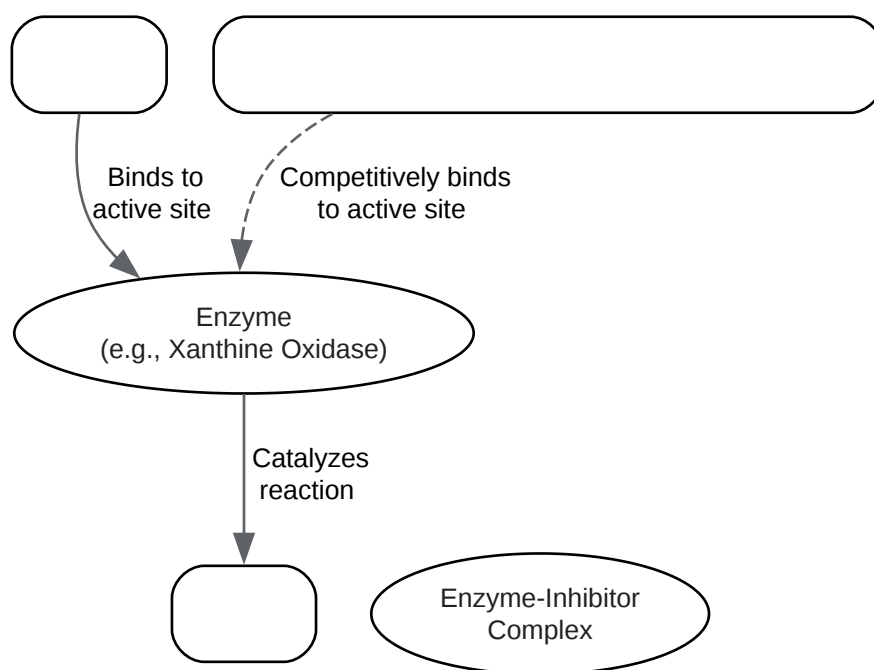 Binds to
active site
Competitively binds
to active site
Enzyme
(e.g., Xanthine Oxidase)
Catalyzes
reaction
Enzyme-Inhibitor
Complex